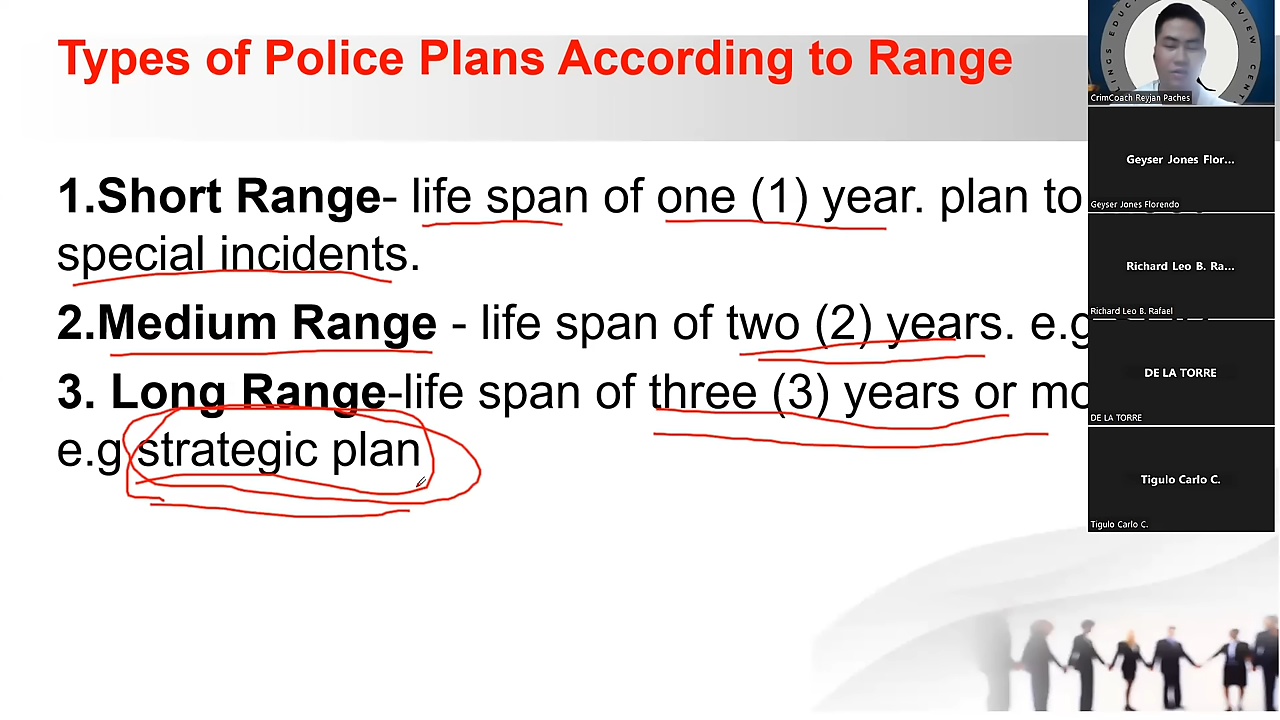 Types of Police Plans According to Range
1.Short Range- life span of one (1) year. plan to
special incidents.
2.Medium Range - life span of two (2) years. e.g
3. Long Range-life span of three (3) years or
e.g strategic plan
CrimCoach Reyjan Paches
Geyser Jones Flor...
Geyser Jones Florendo
Richard Leo B. Ra...
Richard Leo B. Rafael
DE LA TORRE
DE LA TORRE
Tigulo Carlo C.
Tigulo Carlo C.